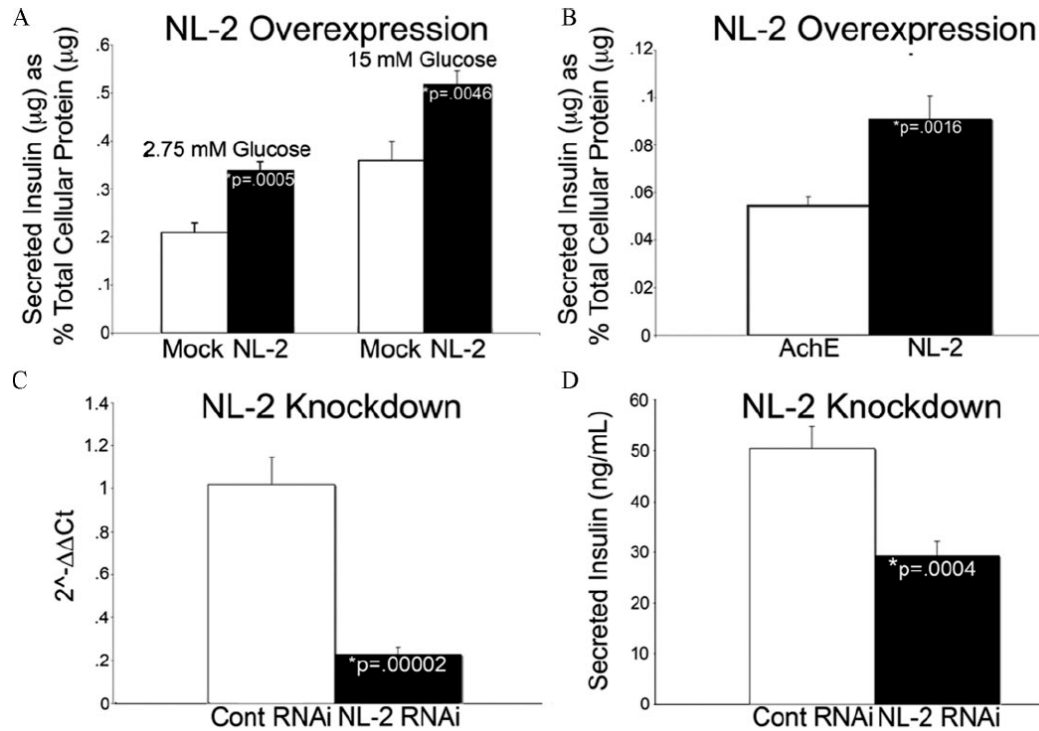 A
NL-2 Overexpression
Secreted Insulin (μg) as
% Total Cellular Protein (μg)
.6
.5
.4
.3
.2
.1
0
2.75 mM Glucose
15 mM Glucose
*p=.0005
*p=.0046
Mock NL-2
Mock NL-2
B
NL-2 Overexpression
Secreted Insulin (μg) as
% Total Cellular Protein (μg)
.12
.1
.08
.06
.04
.02
0
*p=.0016
AchE
NL-2
C
NL-2 Knockdown
2^-ΔΔCt
1.4
1.2
1
.8
.6
.4
.2
0
*p=.00002
Cont RNAi NL-2 RNAi
D
NL-2 Knockdown
Secreted Insulin (ng/mL)
60
50
40
30
20
10
0
*p=.0004
Cont RNAi NL-2 RNAi